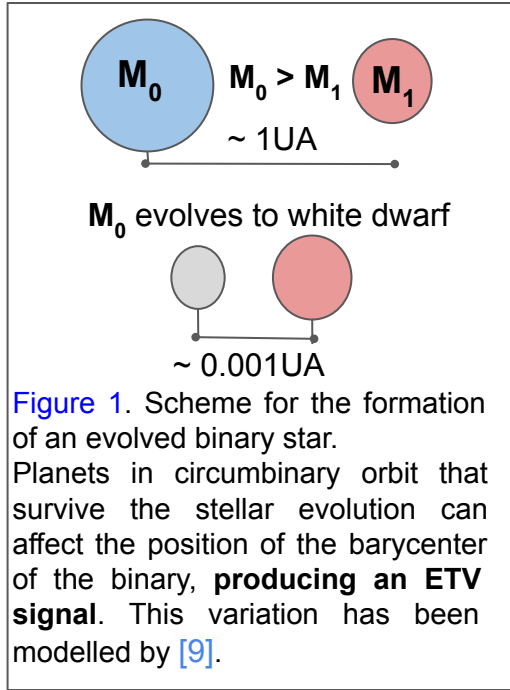 M₀ M₀ > M₁ M₁
~ 1UA
M₀ evolves to white dwarf
~ 0.001UA
Figure 1. Scheme for the formation
of an evolved binary star.
Planets in circumbinary orbit that
survive the stellar evolution can
affect the position of the barycenter
of the binary, producing an ETV
signal. This variation has been
modelled by [9].